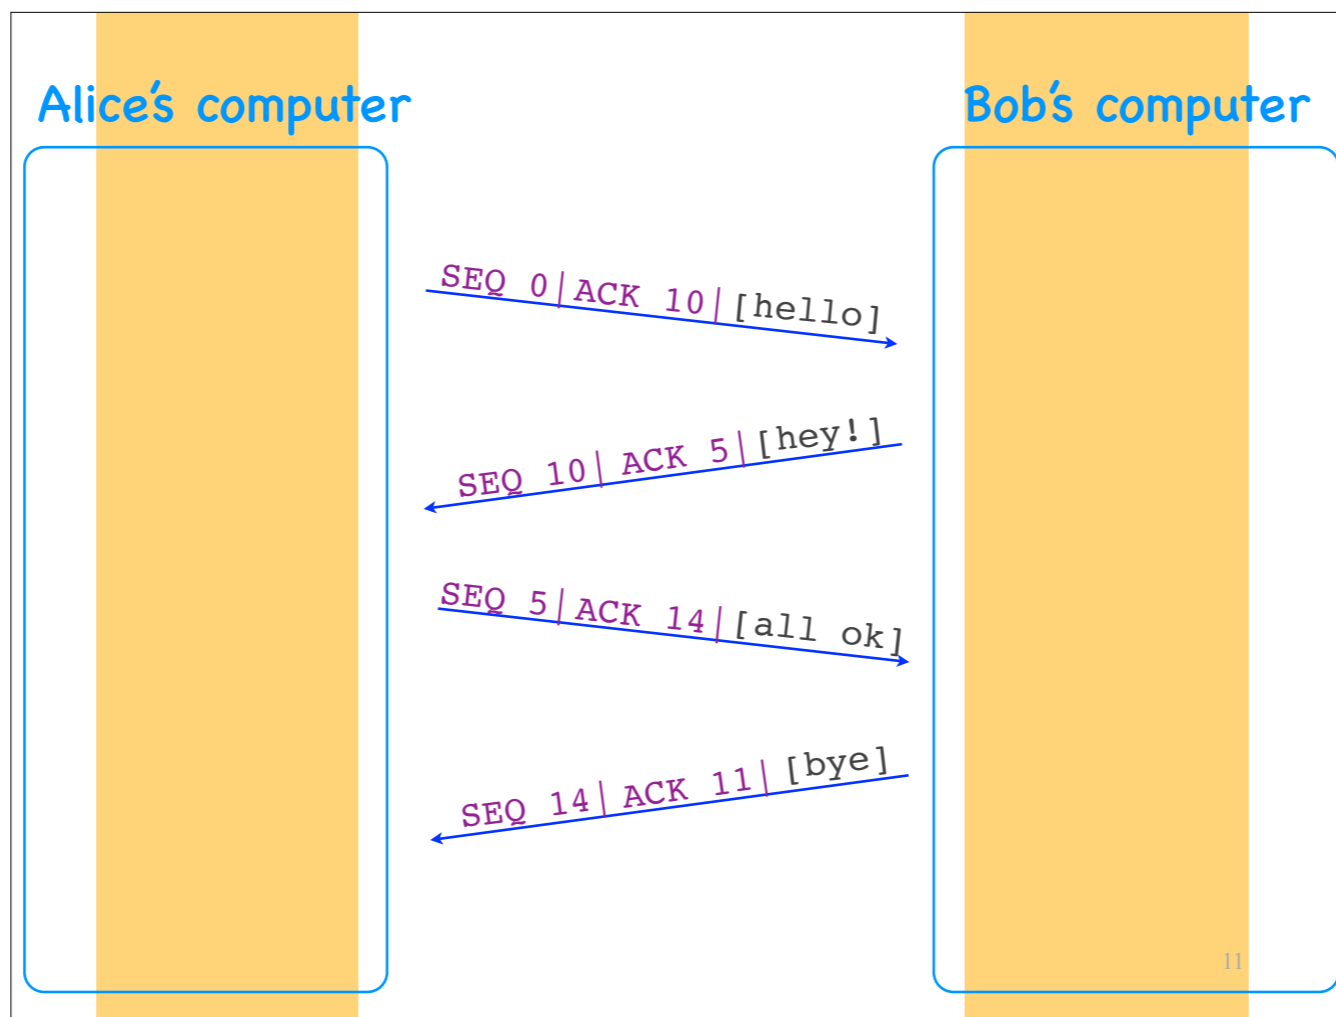 Alice's computer
Bob's computer
SEQ 0| ACK 10| [hello]
SEQ 10| ACK 5| [hey!]
SEQ 5| ACK 14| [all ok]
SEQ 14| ACK 11| [bye]
11